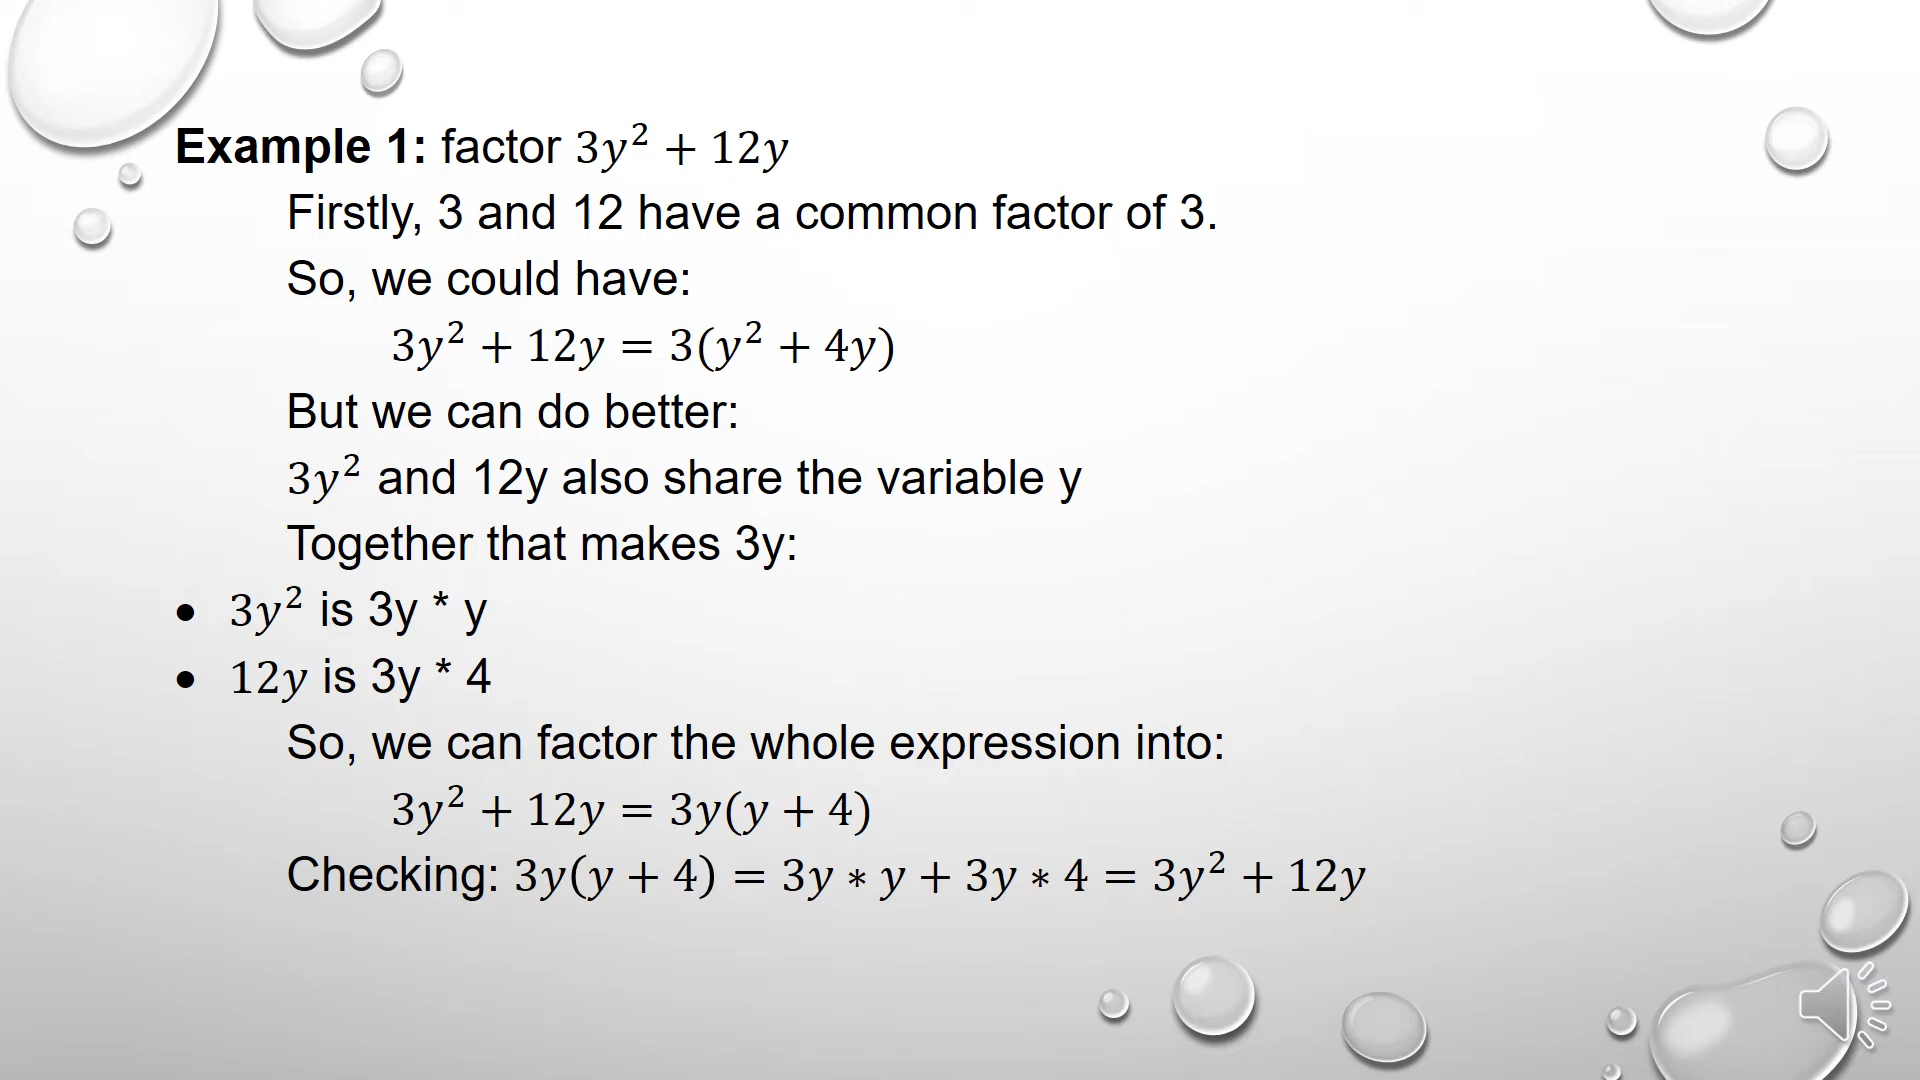 Example 1: factor 3y² + 12y
Firstly, 3 and 12 have a common factor of 3.
So, we could have:
3y² + 12y = 3(y² + 4y)
But we can do better:
3y² and 12y also share the variable y
Together that makes 3y:
• 3y² is 3y * y
• 12y is 3y * 4
So, we can factor the whole expression into:
3y² + 12y = 3y(y + 4)
Checking: 3y(y + 4) = 3y ∗ y + 3y ∗ 4 = 3y² + 12y